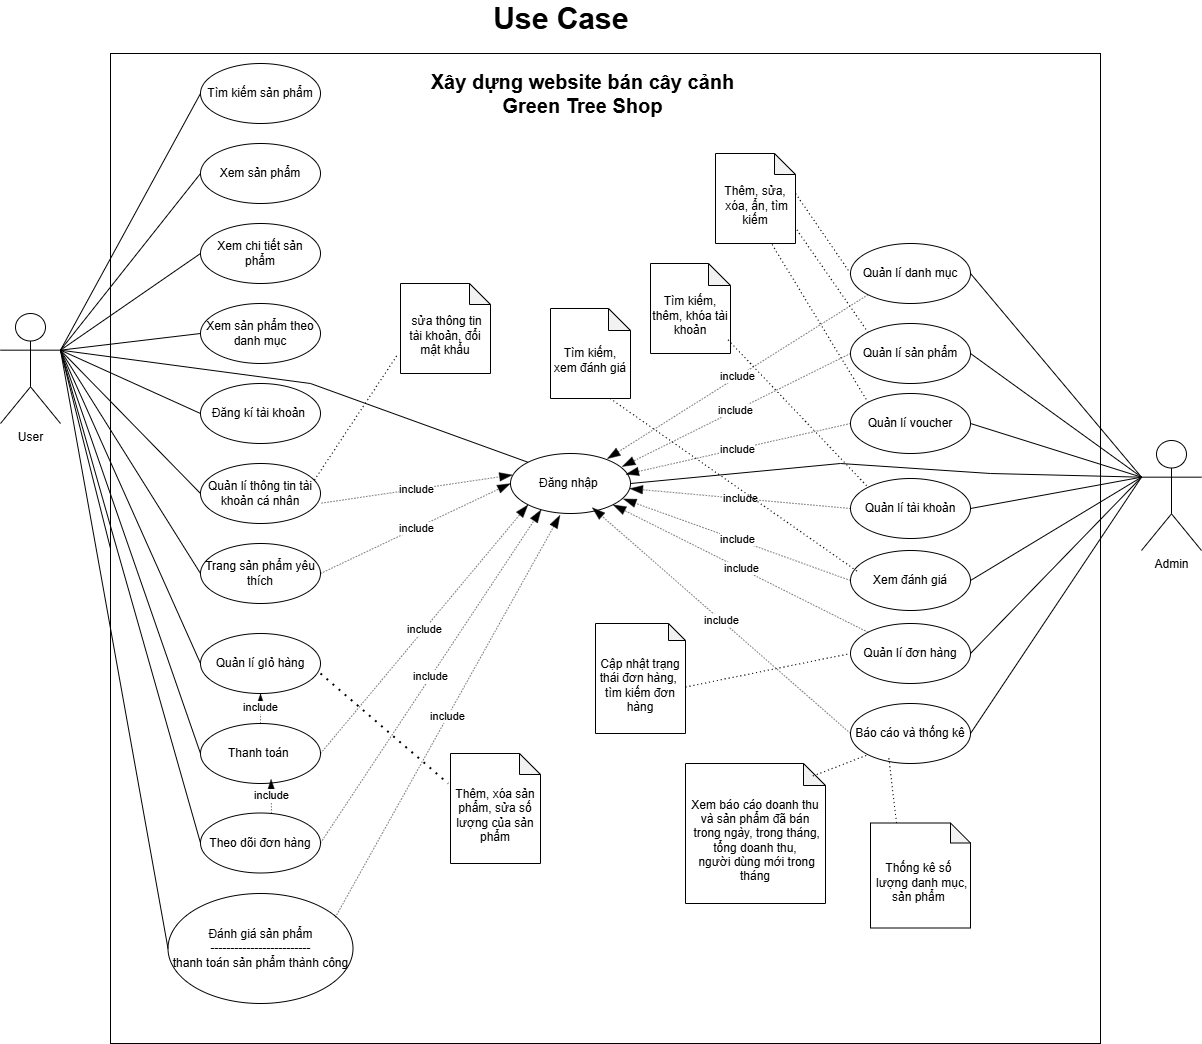 Use Case
Xây dựng website bán cây cảnh
Green Tree Shop
Tìm kiếm sản phẩm
Xem sản phẩm
Xem chi tiết sản
phẩm
Xem sản phẩm theo
danh mục
Đăng kí tài khoản
Quản lí thông tin tài
khoản cá nhân
Trang sản phẩm yêu
thích
Quản lí giỏ hàng
include
Thanh toán
include
Theo dõi đơn hàng
Đánh giá sản phẩm
-------------------------
thanh toán sản phẩm thành công
User
sửa thông tin
tài khoản, đổi
mật khẩu
include
include
include
include
include
Thêm, xóa sản
phẩm, sửa số
lượng của sản
phẩm
Đăng nhập
Tìm kiếm,
xem đánh giá
Tìm kiếm,
thêm, khóa tài
khoản
Thêm, sửa,
xóa, ẩn, tìm
kiếm
include
include
include
include
include
include
include
Cập nhật trạng
thái đơn hàng,
tìm kiếm đơn
hàng
Xem báo cáo doanh thu
và sản phẩm đã bán
trong ngày, trong tháng,
tổng doanh thu,
người dùng mới trong
tháng
Thống kê số
lượng danh mục,
sản phẩm
Quản lí danh mục
Quản lí sản phẩm
Quản lí voucher
Quản lí tài khoản
Xem đánh giá
Quản lí đơn hàng
Báo cáo và thống kê
Admin